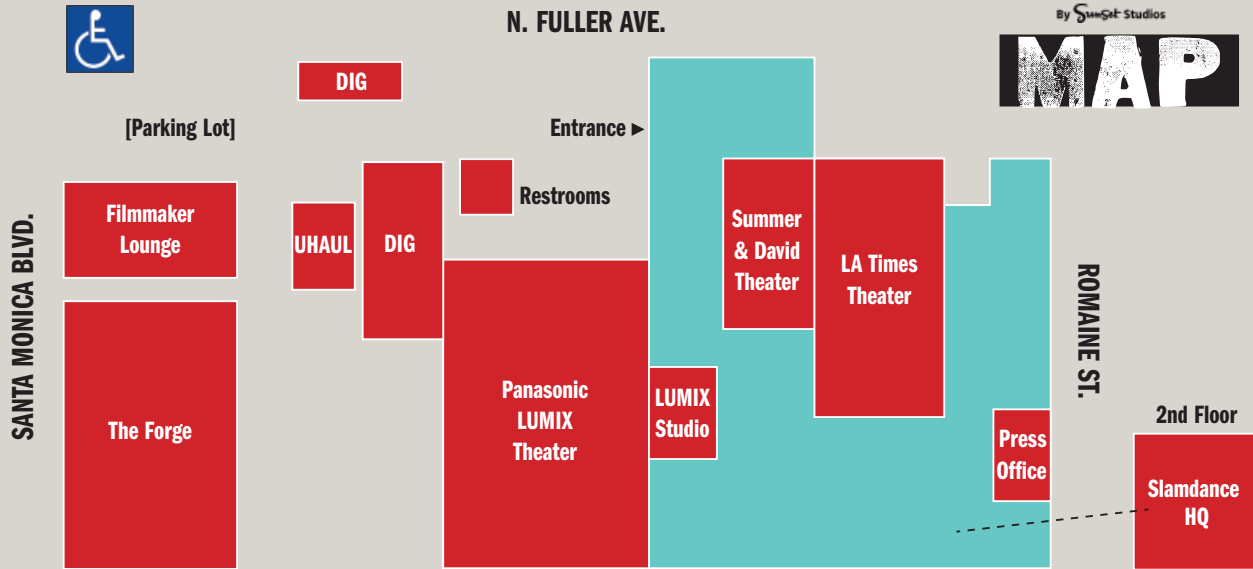 N. FULLER AVE.
By Sunset Studios
MAP
DIG
[Parking Lot]
Entrance ►
Restrooms
Filmmaker
Lounge
UHAUL
DIG
Summer
& David
Theater
LA Times
Theater
SANTA MONICA BLVD.
ROMAINE ST.
The Forge
Panasonic
LUMIX
Theater
LUMIX
Studio
Press
Office
2nd Floor
Slamdance
HQ